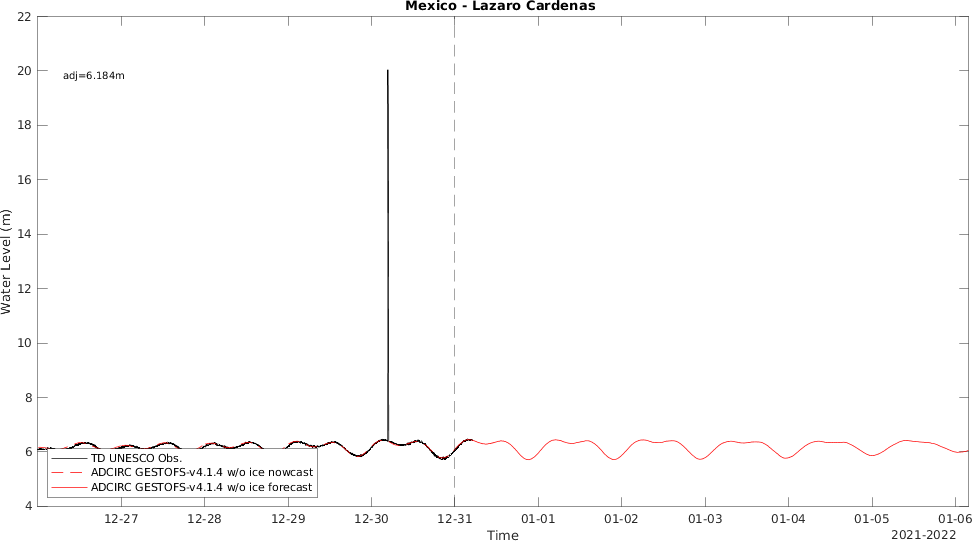 Mexico - Lazaro Cardenas
22
20
18
16
14
12
10
8
6
4
Water Level (m)
adj=6.184m
TD UNESCO Obs.
ADCIRC GESTOFS-v4.1.4 w/o ice nowcast
ADCIRC GESTOFS-v4.1.4 w/o ice forecast
12-27 12-28 12-29 12-30 12-31 01-01 01-02 01-03 01-04 01-05 01-06
Time
2021-2022